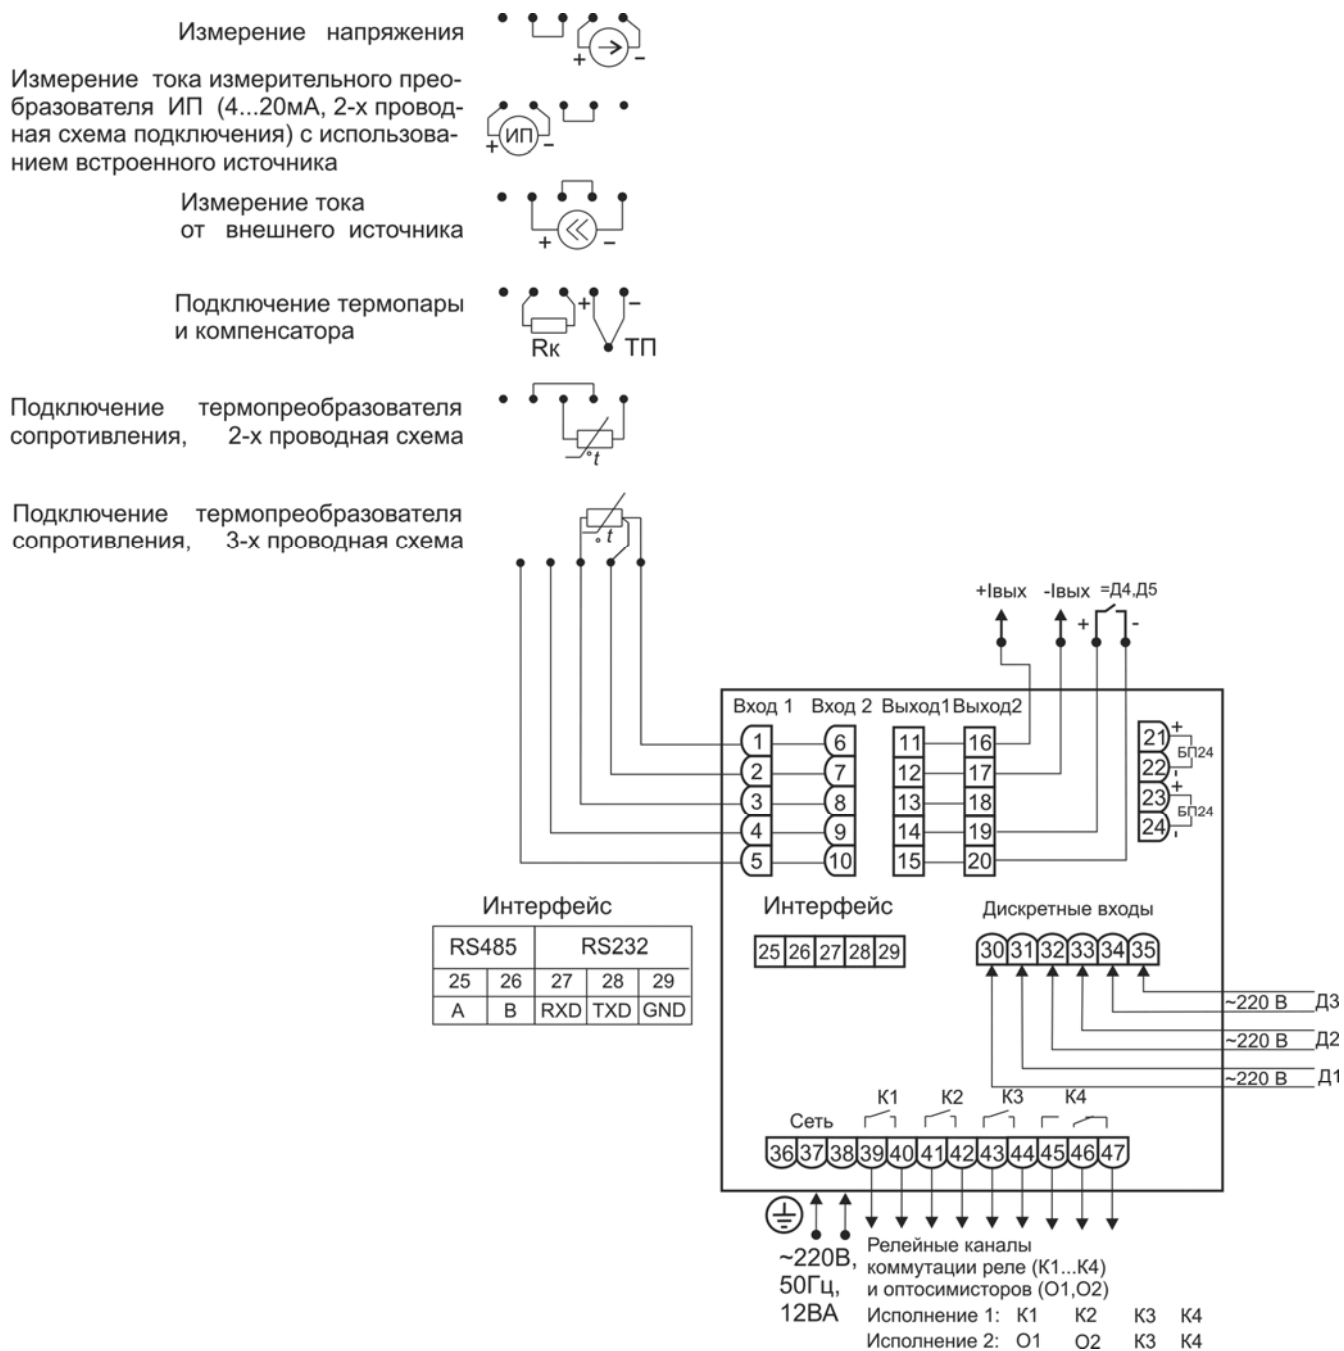 Измерение напряжения
+ −
Измерение тока измерительного прео-
бразователя ИП (4...20мА, 2-х провод-
ная схема подключения) с использова-
нием встроенного источника
+ ИП −
Измерение тока
от внешнего источника
+ −
Подключение термопары
и компенсатора
+ −
Rк ТП
Подключение термопреобразователя
сопротивления, 2-х проводная схема
°t
Подключение термопреобразователя
сопротивления, 3-х проводная схема
°t
+Iвых -Iвых =Д4,Д5
+ -
Вход 1 Вход 2 Выход1 Выход2
1 6 11 16 21 +
БП24
2 7 12 17 22 -
3 8 13 18 23 +
БП24
4 9 14 19 24 -
5 10 15 20
Интерфейс
RS485 RS232
25 26 27 28 29
A B RXD TXD GND
Интерфейс
25 26 27 28 29
Дискретные входы
30 31 32 33 34 35
~220 В Д3
~220 В Д2
~220 В Д1
К1 К2 К3 К4
Сеть
36 37 38 39 40 41 42 43 44 45 46 47
~220В,
50Гц,
12ВА
Релейные каналы
коммутации реле (К1...К4)
и оптосимисторов (О1,О2)
Исполнение 1: К1 К2 К3 К4
Исполнение 2: О1 О2 К3 К4